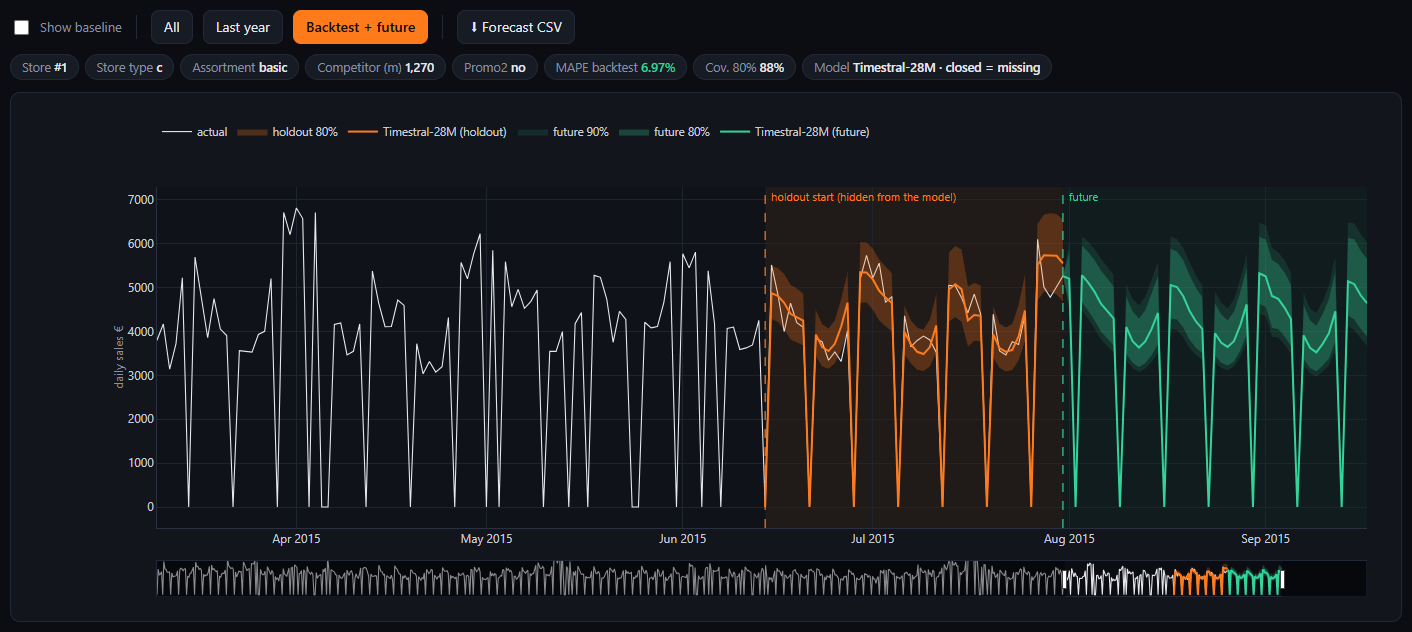 Show baseline All Last year Backtest + future ⬇ Forecast CSV
Store #1 Store type c Assortment basic Competitor (m) 1,270 Promo2 no MAPE backtest 6.97% Cov. 80% 88% Model Timestral-28M · closed = missing
actual holdout 80% Timestral-28M (holdout) future 90% future 80% Timestral-28M (future)
holdout start (hidden from the model) future
daily sales €
7000
6000
5000
4000
3000
2000
1000
0
Apr 2015 May 2015 Jun 2015 Jul 2015 Aug 2015 Sep 2015